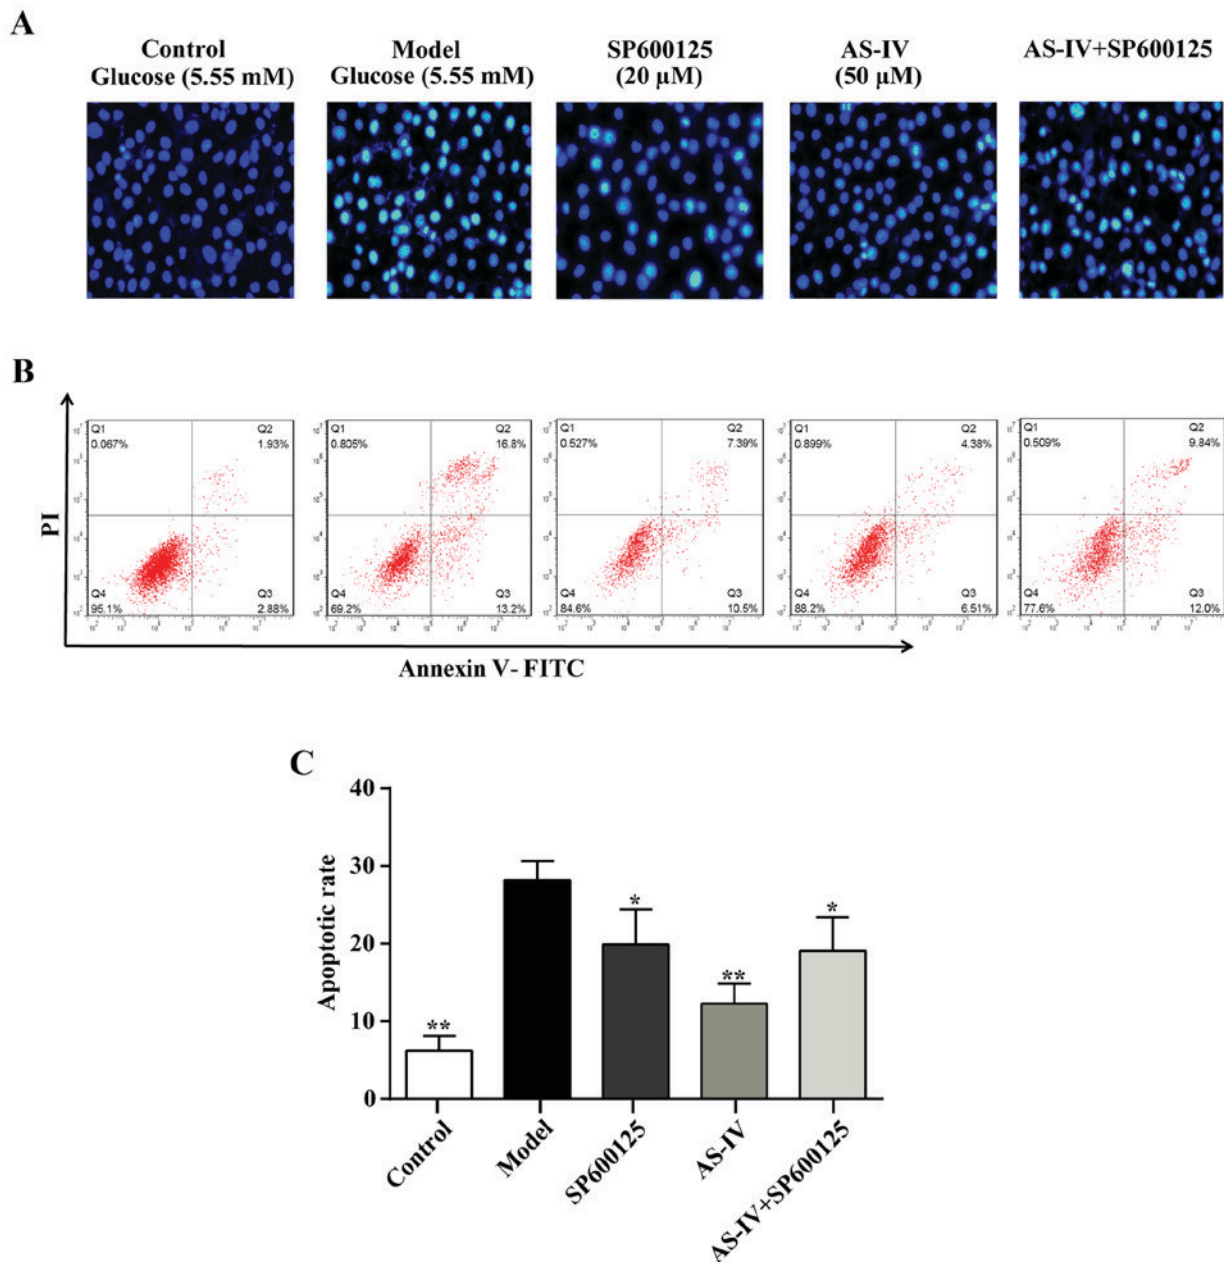 A
Control
Glucose (5.55 mM)
Model
Glucose (5.55 mM)
SP600125
(20 µM)
AS-IV
(50 µM)
AS-IV+SP600125
B
PI
Q1
0.067%
Q2
1.93%
Q4
95.1%
Q3
2.88%
Q1
0.805%
Q2
16.8%
Q4
69.2%
Q3
13.2%
Q1
0.527%
Q2
7.39%
Q4
84.6%
Q3
10.5%
Q1
0.899%
Q2
4.38%
Q4
88.2%
Q3
6.51%
Q1
0.509%
Q2
9.84%
Q4
77.6%
Q3
12.0%
Annexin V- FITC
C
Apoptotic rate
40
30
20
10
0
**
*
**
*
Control
Model
SP600125
AS-IV
AS-IV+SP600125